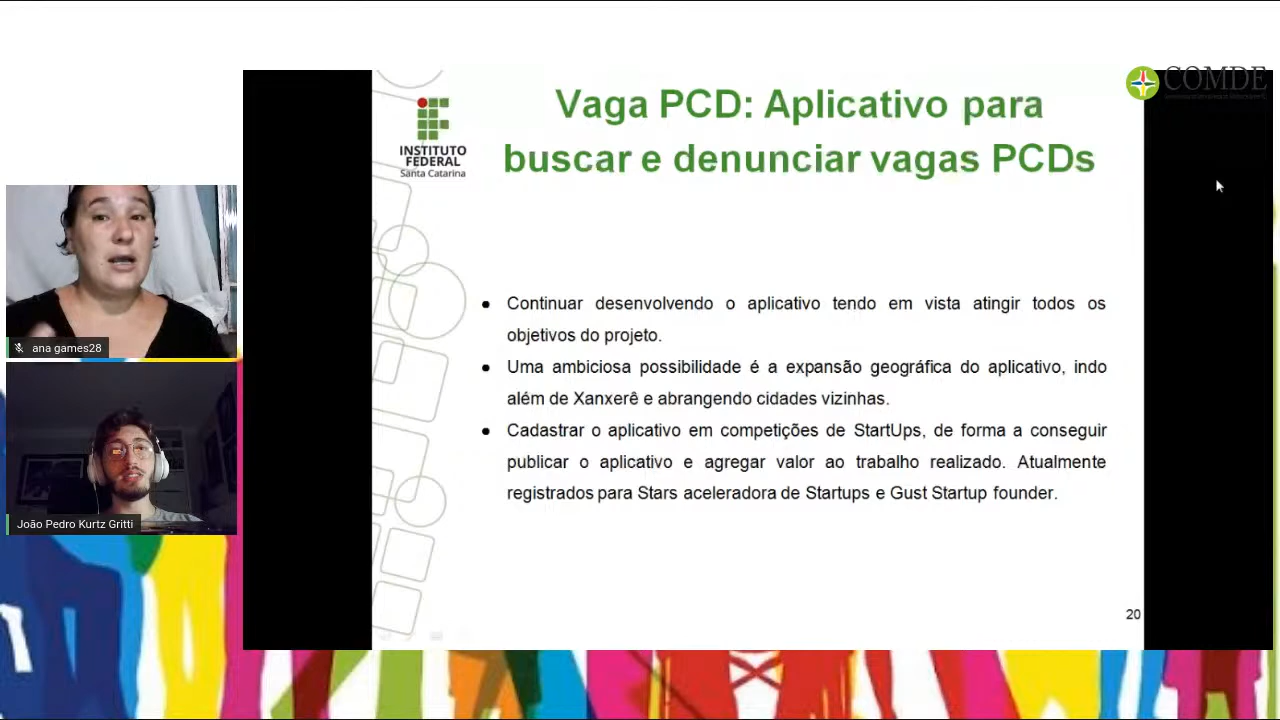 COMDE
INSTITUTO
FEDERAL
Santa Catarina
Vaga PCD: Aplicativo para
buscar e denunciar vagas PCDs
ana games28
João Pedro Kurtz Gritti
● Continuar desenvolvendo o aplicativo tendo em vista atingir todos os
objetivos do projeto.
● Uma ambiciosa possibilidade é a expansão geográfica do aplicativo, indo
além de Xanxerê e abrangendo cidades vizinhas.
● Cadastrar o aplicativo em competições de StartUps, de forma a conseguir
publicar o aplicativo e agregar valor ao trabalho realizado. Atualmente
registrados para Stars aceleradora de Startups e Gust Startup founder.
20